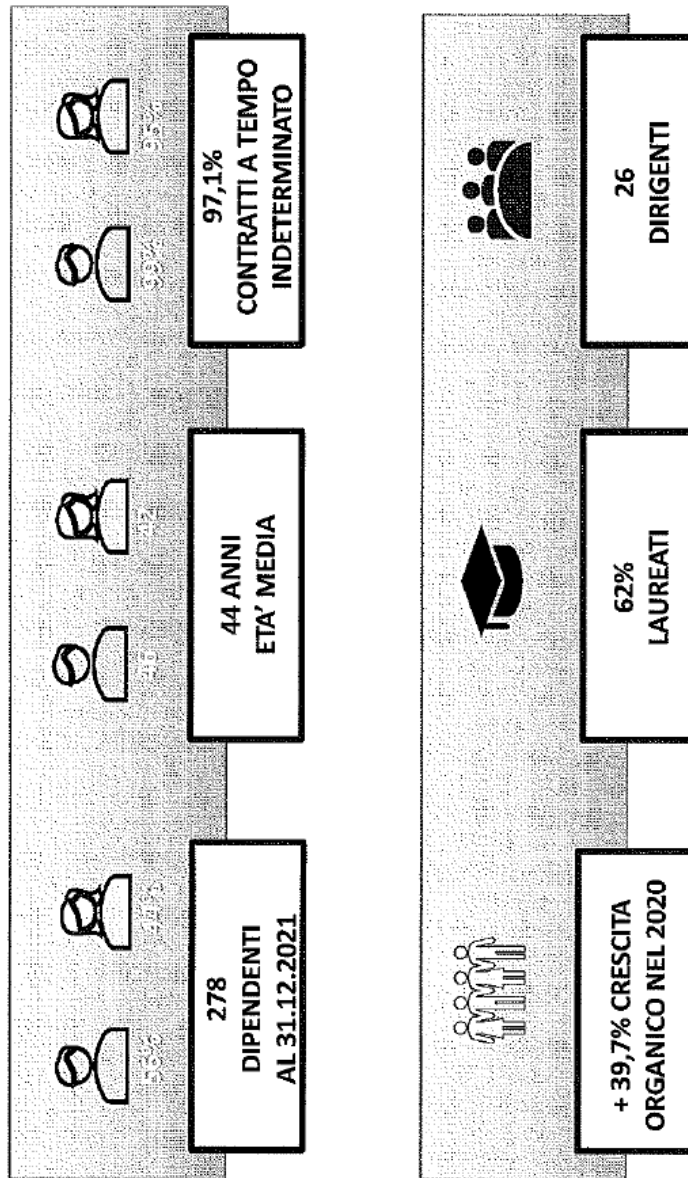 278
DIPENDENTI
AL 31.12.2021
44 ANNI
ETA' MEDIA
97,1%
CONTRATTI A TEMPO
INDETERMINATO
+ 39,7% CRESCITA
ORGANICO NEL 2020
62%
LAUREATI
26
DIRIGENTI